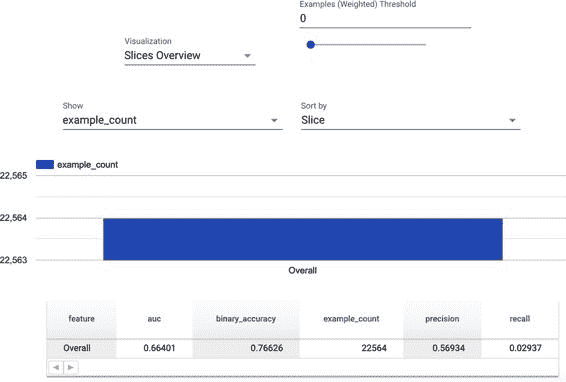 Examples (Weighted) Threshold
0
Visualization
Slices Overview
Show
example_count
Sort by
Slice
example_count
22,565
22,564
22,563
Overall
feature auc binary_accuracy example_count precision recall
Overall 0.66401 0.76626 22564 0.56934 0.02937